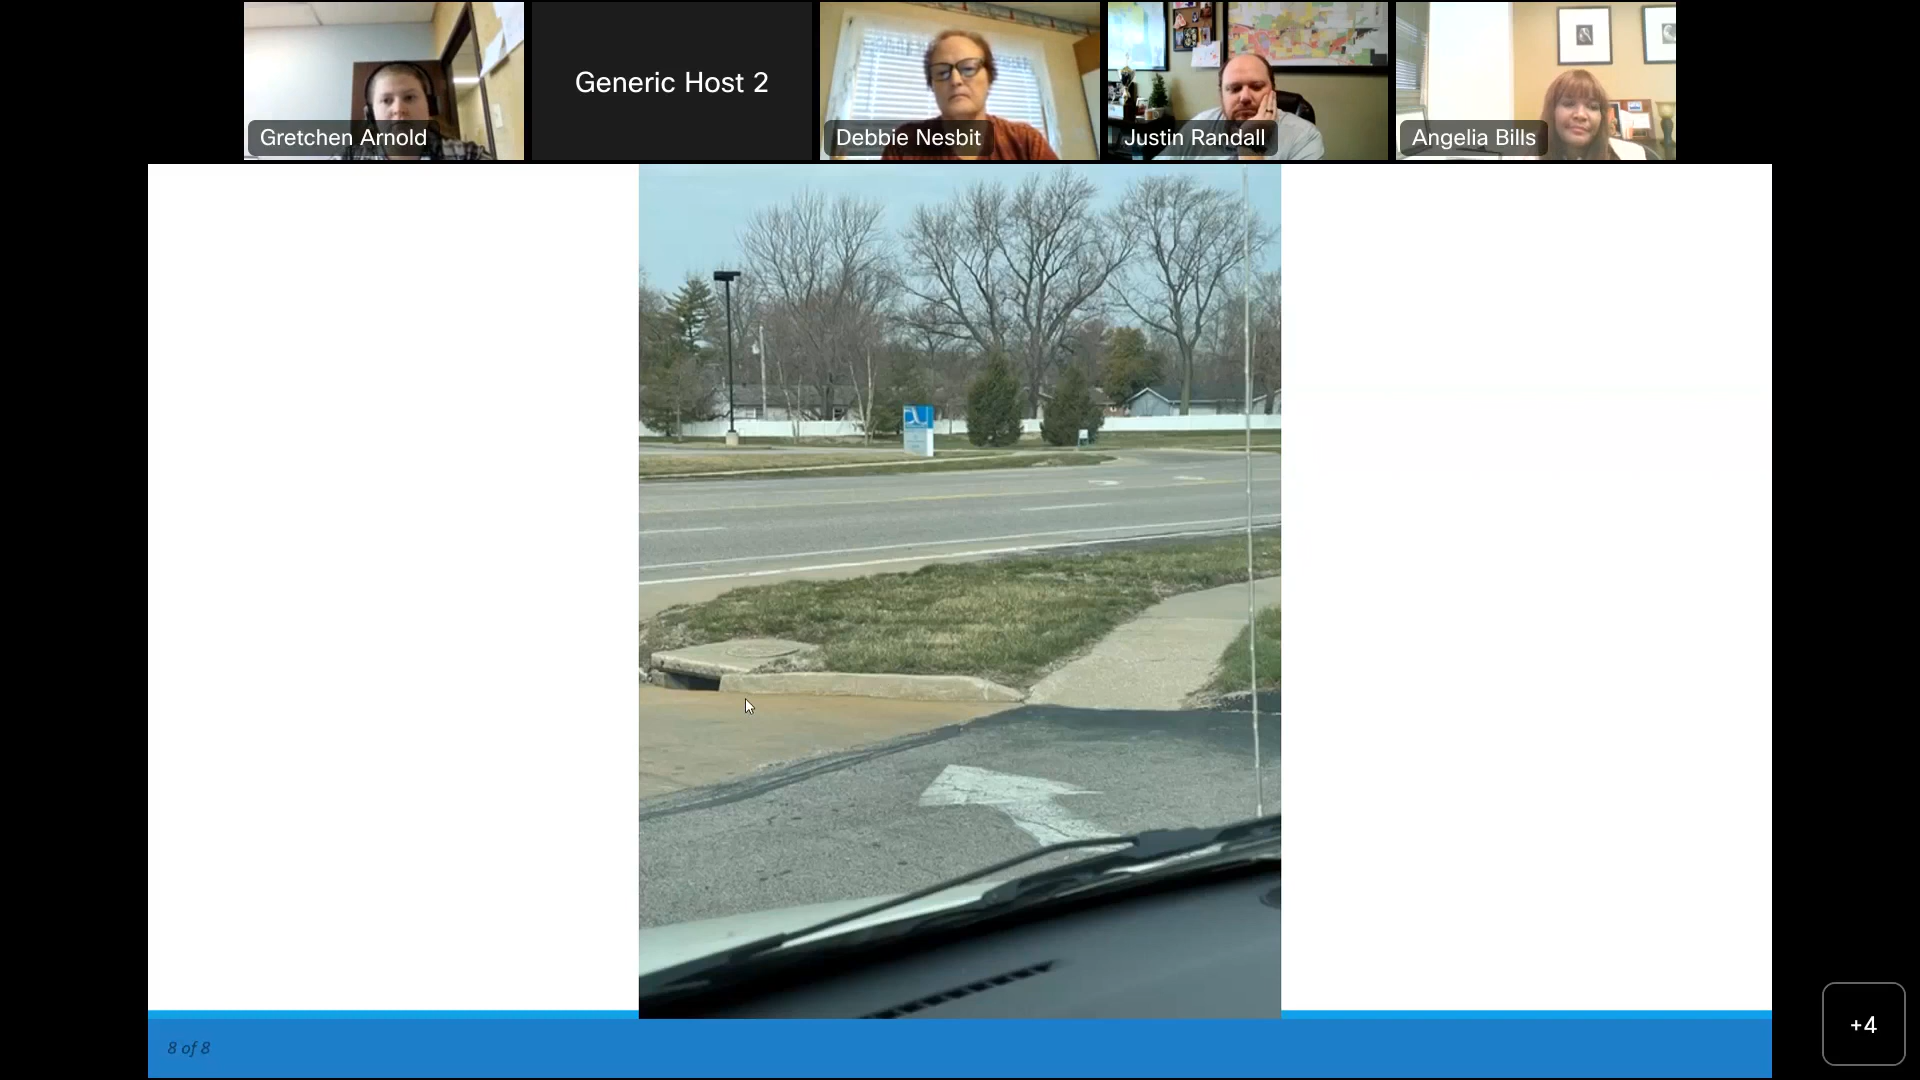 Gretchen Arnold
Generic Host 2
Debbie Nesbit
Justin Randall
Angelia Bills
8 of 8
+4